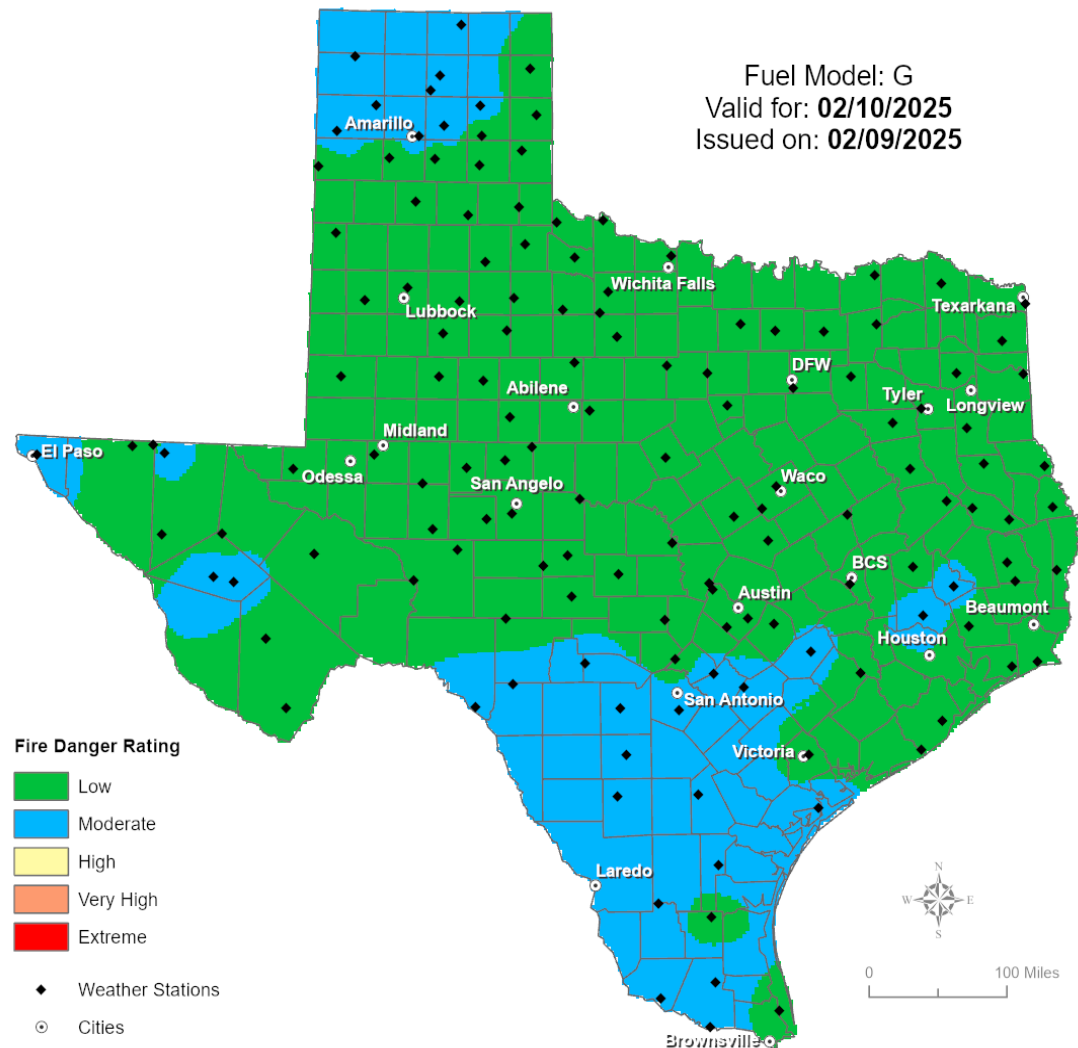 Fuel Model: G
Valid for: 02/10/2025
Issued on: 02/09/2025
Amarillo
Wichita Falls
Lubbock
Texarkana
DFW
Abilene
Tyler
Longview
Midland
El Paso
Odessa
San Angelo
Waco
BCS
Austin
Beaumont
Houston
San Antonio
Victoria
Laredo
Brownsville
Fire Danger Rating
Low
Moderate
High
Very High
Extreme
Weather Stations
Cities
N
W E
S
0 100 Miles